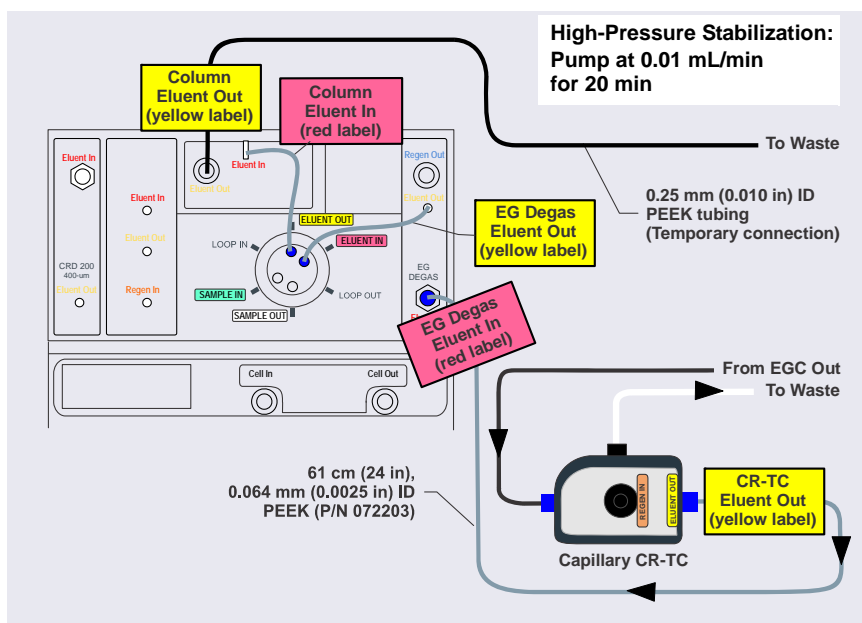 High-Pressure Stabilization:
Pump at 0.01 mL/min
for 20 min
Column
Eluent Out
(yellow label)
Column
Eluent In
(red label)
To Waste
0.25 mm (0.010 in) ID
PEEK tubing
(Temporary connection)
Eluent In
Eluent In
Regen Out
Eluent Out
Eluent Out
Eluent In
Eluent Out
EG Degas
Eluent Out
(yellow label)
ELUENT OUT
LOOP IN
ELUENT IN
CRD 200
400-um
Eluent Out
Regen In
SAMPLE IN
LOOP OUT
SAMPLE OUT
EG
DEGAS
EG Degas
Eluent In
(red label)
Cell In
Cell Out
From EGC Out
To Waste
61 cm (24 in),
0.064 mm (0.0025 in) ID
PEEK (P/N 072203)
REGEN IN
ELUENT OUT
CR-TC
Eluent Out
(yellow label)
Capillary CR-TC